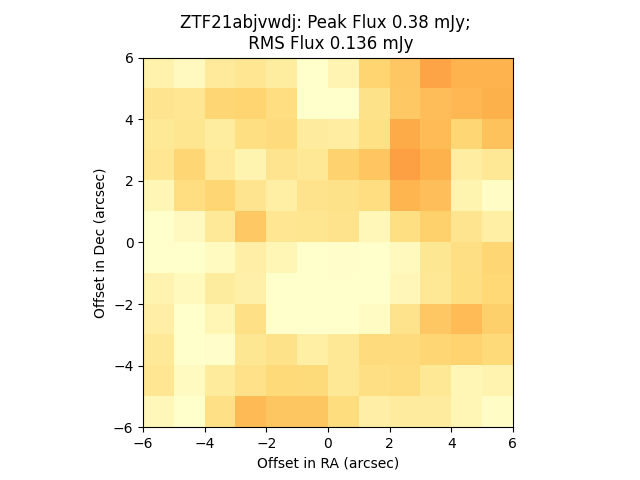 ZTF21abjvwdj: Peak Flux 0.38 mJy;
RMS Flux 0.136 mJy
6
4
2
0
−2
−4
−6
Offset in Dec (arcsec)
−6 −4 −2 0 2 4 6
Offset in RA (arcsec)